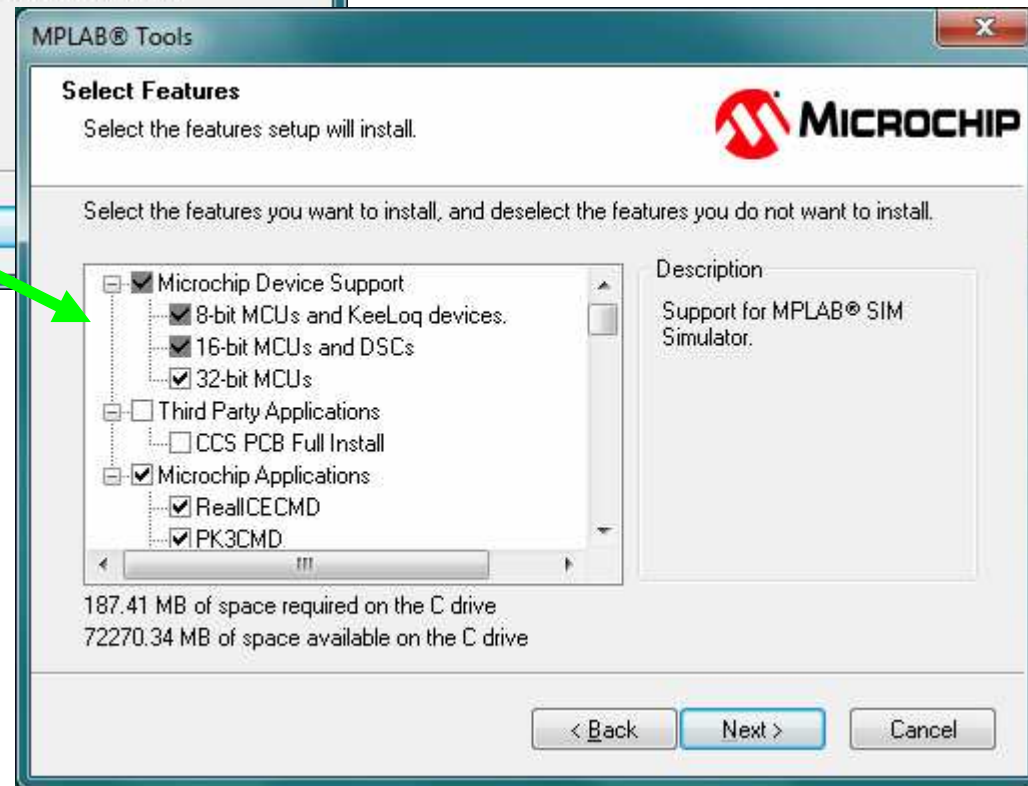 MPLAB® Tools
Select Features
Select the features setup will install.
MICROCHIP
Select the features you want to install, and deselect the features you do not want to install.
Microchip Device Support
8-bit MCUs and KeeLoq devices.
16-bit MCUs and DSCs
32-bit MCUs
Third Party Applications
CCS PCB Full Install
Microchip Applications
RealICECMD
PK3CMD
Description
Support for MPLAB® SIM
Simulator.
187.41 MB of space required on the C drive
72270.34 MB of space available on the C drive
< Back
Next >
Cancel